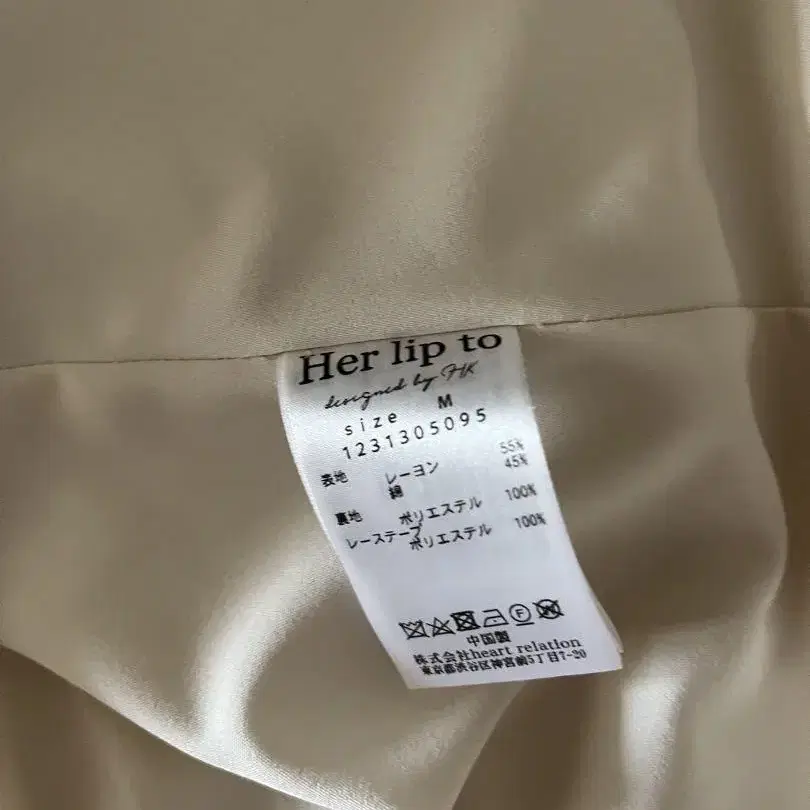 Her lip to
designed by HK
size M
1231305095
表地 レーヨン 55%
綿 45%
裏地 ポリエステル 100%
レーステープ ポリエステル 100%
中国製
株式会社heart relation
東京都渋谷区神宮前5丁目7-20